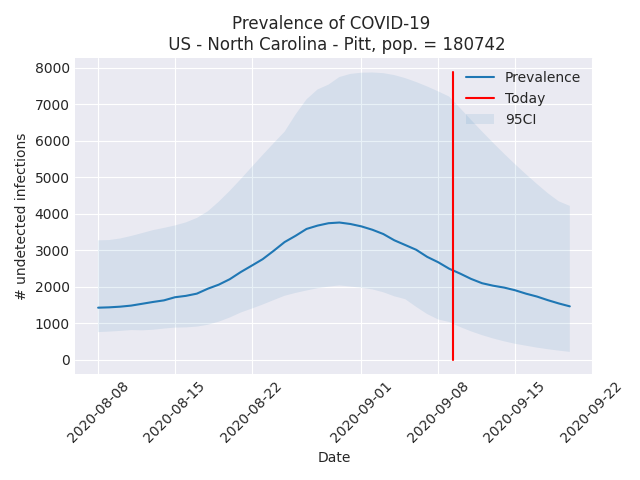 Prevalence of COVID-19
US - North Carolina - Pitt, pop. = 180742
# undetected infections
8000
7000
6000
5000
4000
3000
2000
1000
0
Prevalence
Today
95CI
2020-08-08
2020-08-15
2020-08-22
2020-09-01
2020-09-08
2020-09-15
2020-09-22
Date